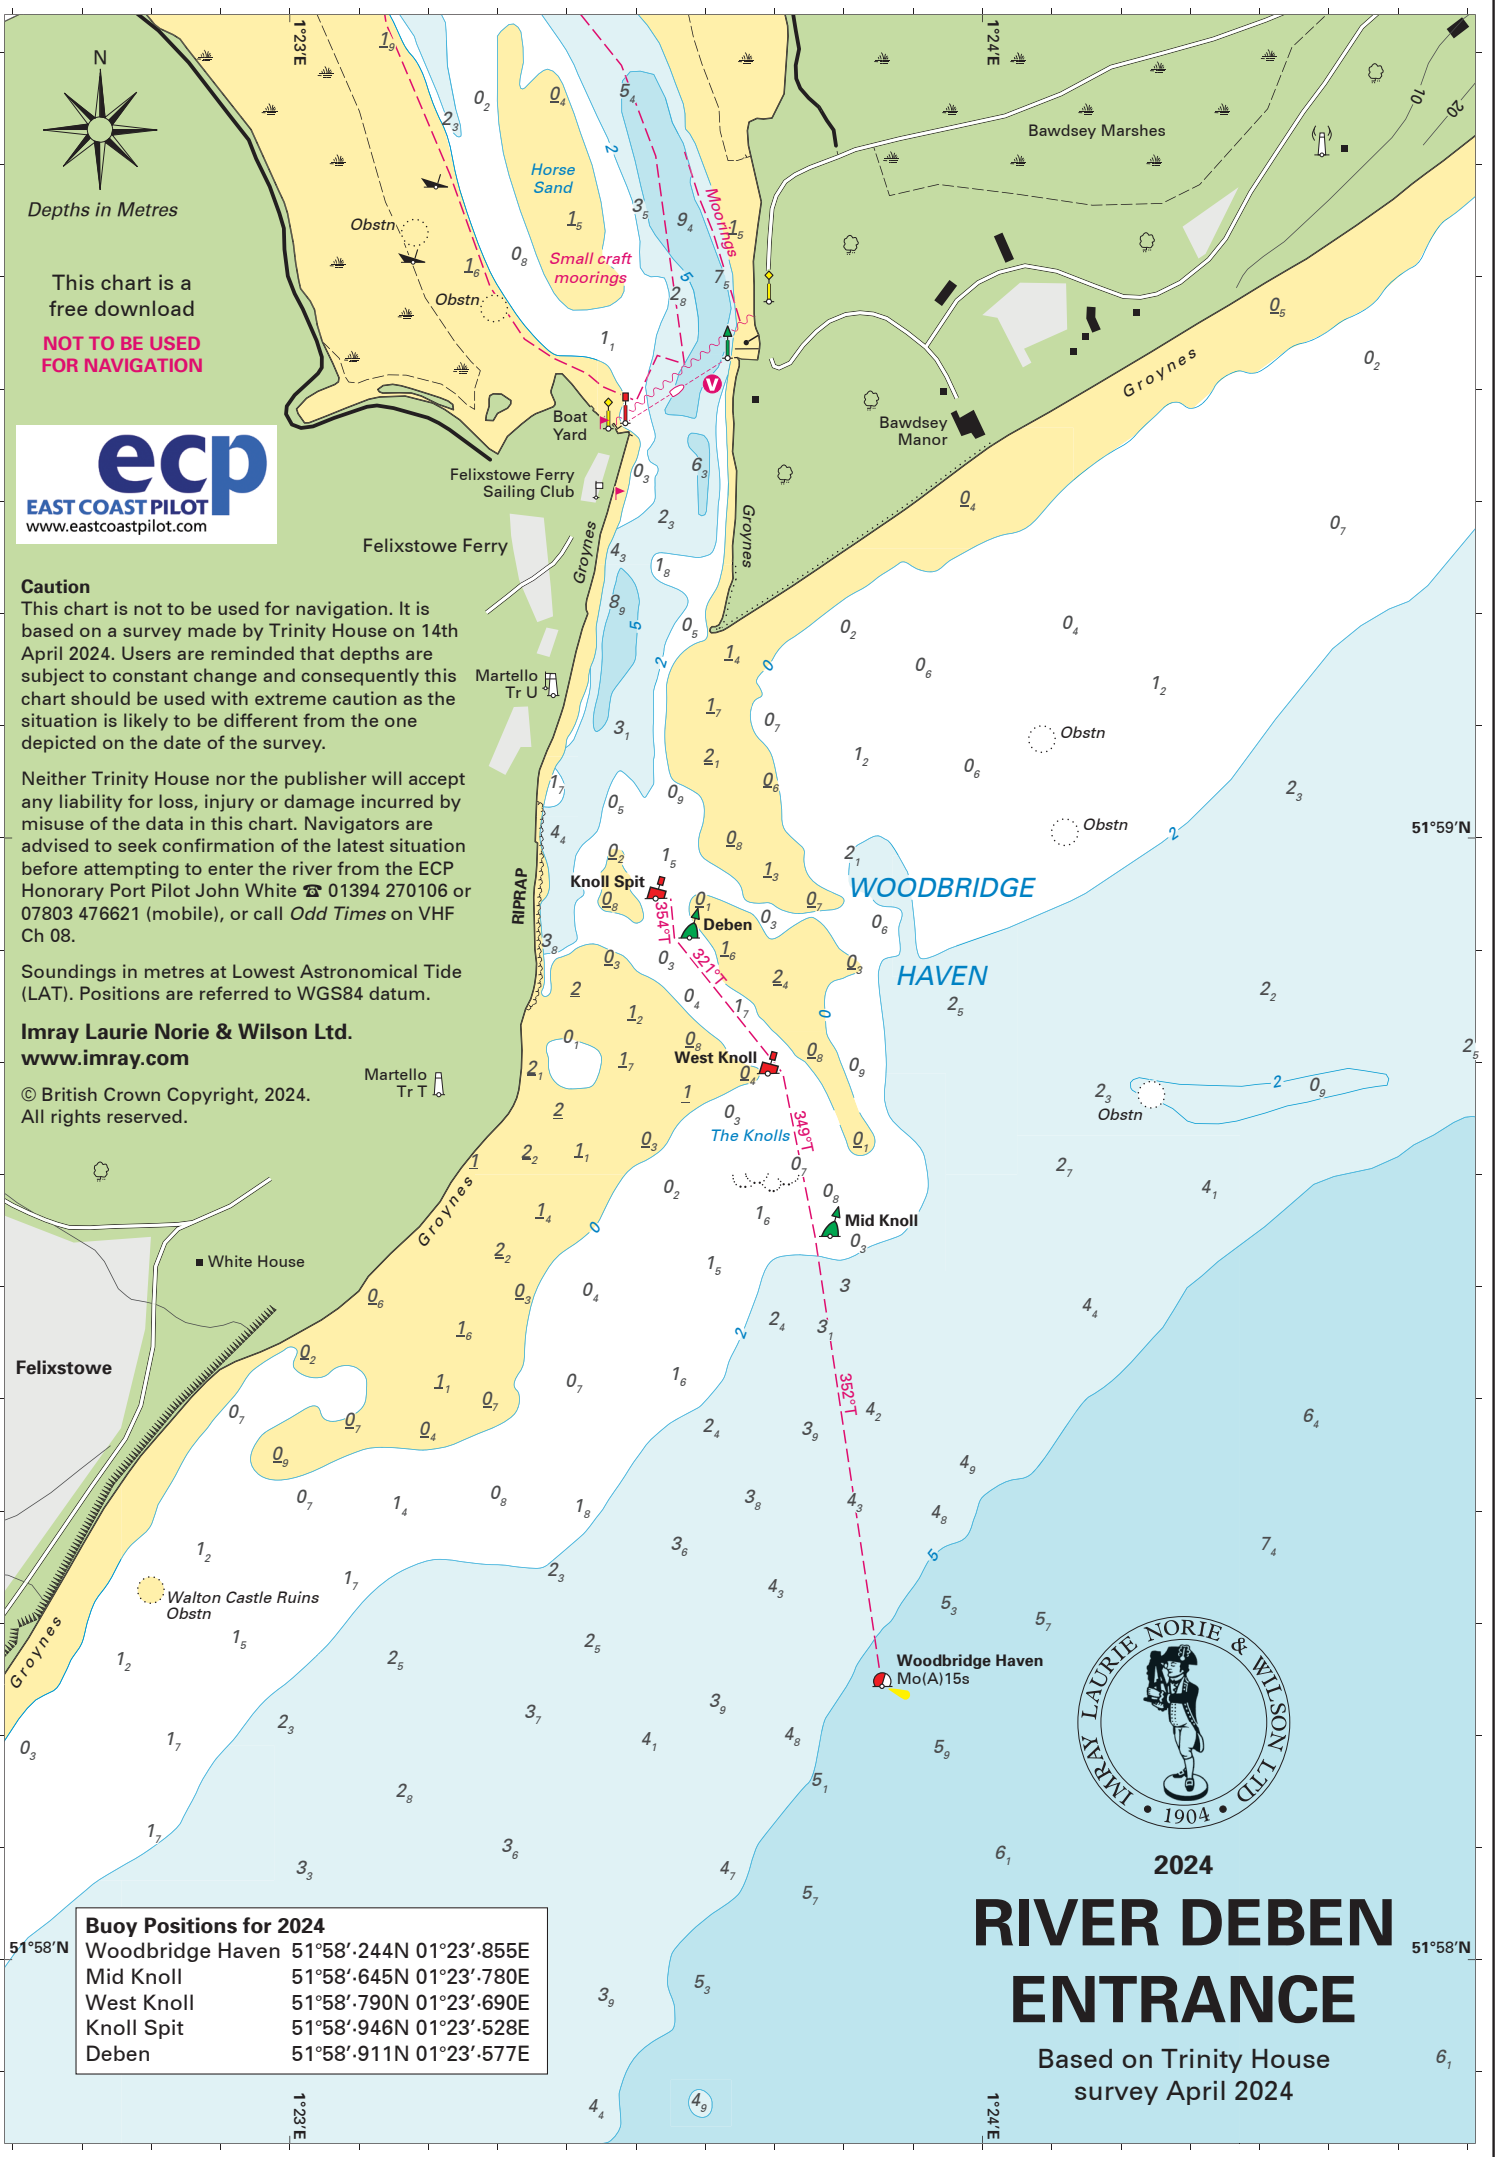 1°23'E
1°24'E
N
Depths in Metres
This chart is a
free download
NOT TO BE USED
FOR NAVIGATION
ecp
EAST COAST PILOT
www.eastcoastpilot.com
Caution
This chart is not to be used for navigation. It is
based on a survey made by Trinity House on 14th
April 2024. Users are reminded that depths are
subject to constant change and consequently this
chart should be used with extreme caution as the
situation is likely to be different from the one
depicted on the date of the survey.
Neither Trinity House nor the publisher will accept
any liability for loss, injury or damage incurred by
misuse of the data in this chart. Navigators are
advised to seek confirmation of the latest situation
before attempting to enter the river from the ECP
Honorary Port Pilot John White ☎ 01394 270106 or
07803 476621 (mobile), or call Odd Times on VHF
Ch 08.
Soundings in metres at Lowest Astronomical Tide
(LAT). Positions are referred to WGS84 datum.
Imray Laurie Norie & Wilson Ltd.
www.imray.com
© British Crown Copyright, 2024.
All rights reserved.
Bawdsey Marshes
10
20
Horse
Sand
Small craft
moorings
Moorings
Obstn
Obstn
V
Boat
Yard
Felixstowe Ferry
Sailing Club
Felixstowe Ferry
Groynes
Groynes
Groynes
Bawdsey
Manor
Martello
Tr U
RIPRAP
Obstn
Obstn
51°59'N
Knoll Spit
Deben
354°T
321°T
WOODBRIDGE
HAVEN
West Knoll
349°T
The Knolls
Martello
Tr T
Obstn
Mid Knoll
Groynes
White House
Felixstowe
352°T
Walton Castle Ruins
Obstn
Groynes
Woodbridge Haven
Mo(A)15s
IMRAY LAURIE NORIE & WILSON LTD
• 1904 •
2024
RIVER DEBEN
ENTRANCE
Based on Trinity House
survey April 2024
51°58'N
51°58'N
Buoy Positions for 2024
Woodbridge Haven 51°58'·244N 01°23'·855E
Mid Knoll 51°58'·645N 01°23'·780E
West Knoll 51°58'·790N 01°23'·690E
Knoll Spit 51°58'·946N 01°23'·528E
Deben 51°58'·911N 01°23'·577E
1°23'E
1°24'E